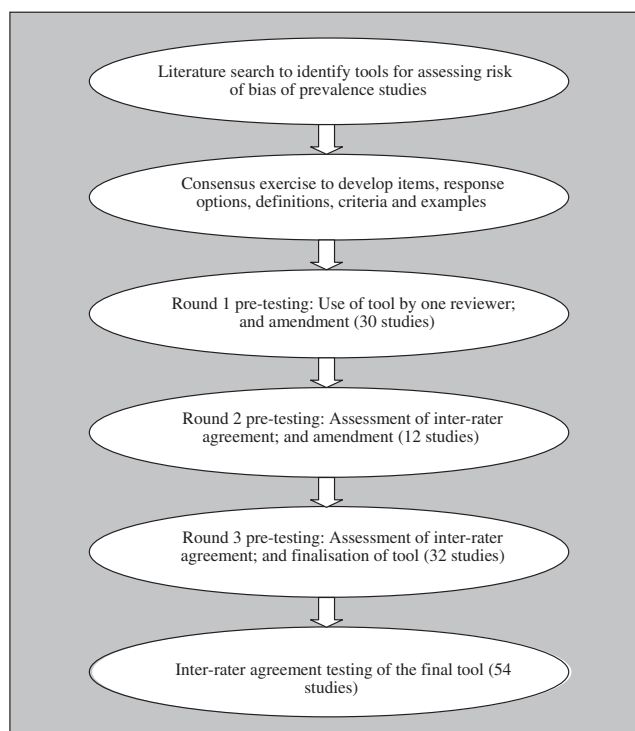 Literature search to identify tools for assessing risk
of bias of prevalence studies
Consensus exercise to develop items, response
options, definitions, criteria and examples
Round 1 pre-testing: Use of tool by one reviewer;
and amendment (30 studies)
Round 2 pre-testing: Assessment of inter-rater
agreement; and amendment (12 studies)
Round 3 pre-testing: Assessment of inter-rater
agreement; and finalisation of tool (32 studies)
Inter-rater agreement testing of the final tool (54
studies)